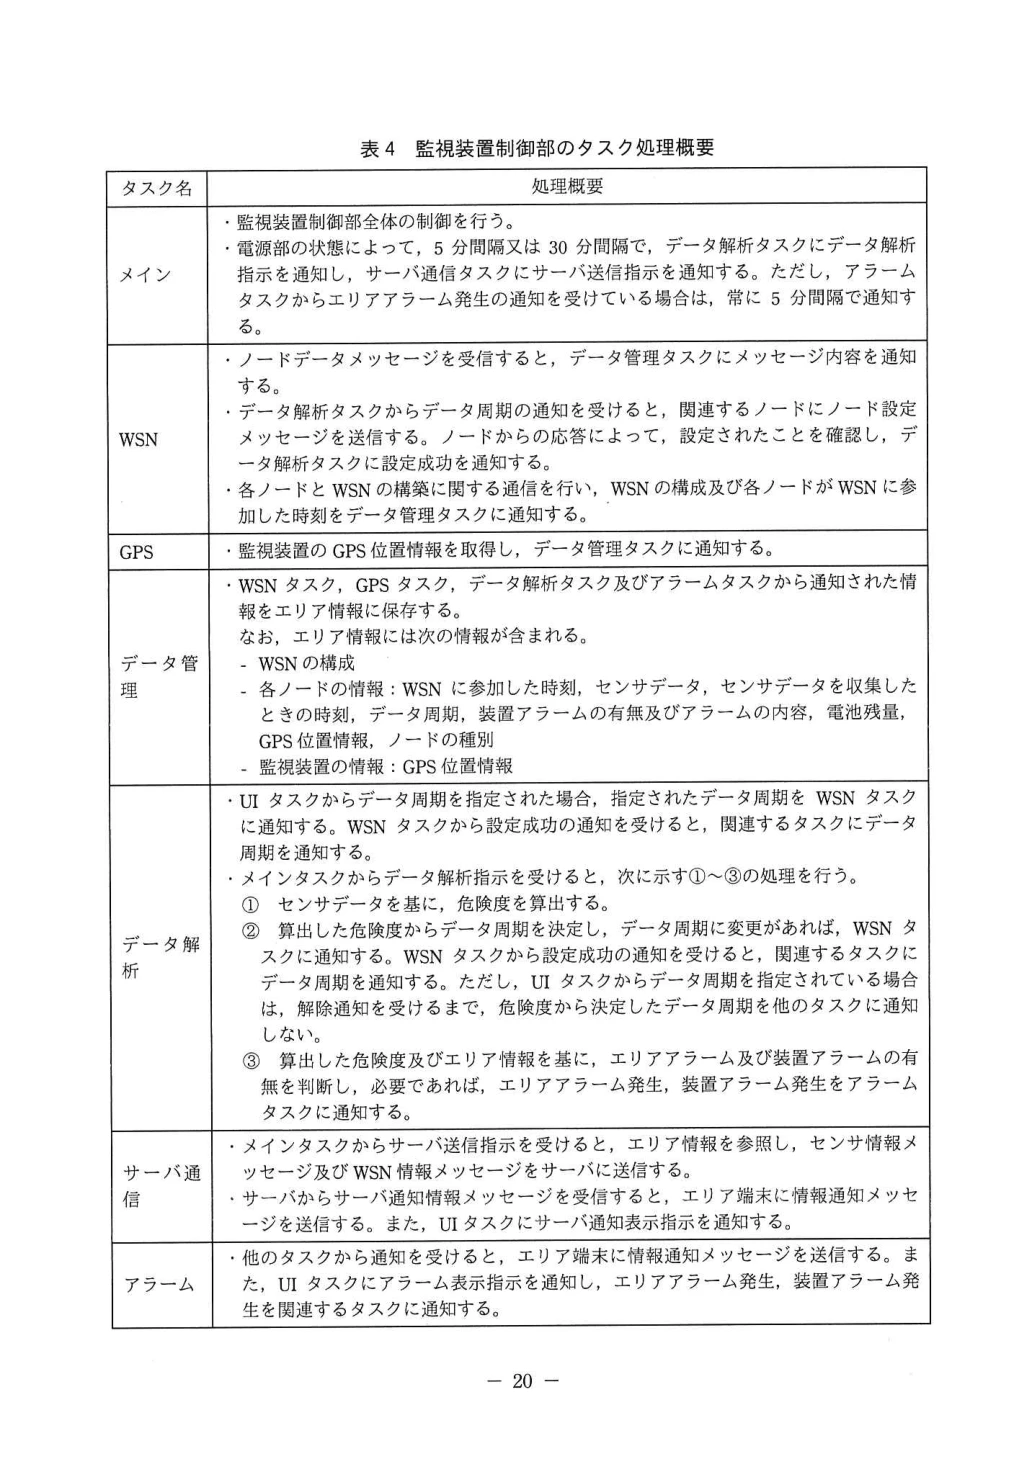 表4 監視装置制御部のタスク処理概要
タスク名
処理概要
メイン
・監視装置制御部全体の制御を行う。
・電源部の状態によって，5 分間隔又は 30 分間隔で，データ解析タスクにデータ解析
指示を通知し，サーバ通信タスクにサーバ送信指示を通知する。ただし，アラーム
タスクからエリアアラーム発生の通知を受けている場合は，常に 5 分間隔で通知す
る。
WSN
・ノードデータメッセージを受信すると，データ管理タスクにメッセージ内容を通知
する。
・データ解析タスクからデータ周期の通知を受けると，関連するノードにノード設定
メッセージを送信する。ノードからの応答によって，設定されたことを確認し，デ
ータ解析タスクに設定成功を通知する。
・各ノードと WSN の構築に関する通信を行い，WSN の構成及び各ノードが WSN に参
加した時刻をデータ管理タスクに通知する。
GPS
・監視装置の GPS 位置情報を取得し，データ管理タスクに通知する。
データ管
理
・WSN タスク，GPS タスク，データ解析タスク及びアラームタスクから通知された情
報をエリア情報に保存する。
なお，エリア情報には次の情報が含まれる。
- WSN の構成
- 各ノードの情報：WSN に参加した時刻，センサデータ，センサデータを収集した
ときの時刻，データ周期，装置アラームの有無及びアラームの内容，電池残量，
GPS 位置情報，ノードの種別
- 監視装置の情報：GPS 位置情報
データ解
析
・UI タスクからデータ周期を指定された場合，指定されたデータ周期を WSN タスク
に通知する。WSN タスクから設定成功の通知を受けると，関連するタスクにデータ
周期を通知する。
・メインタスクからデータ解析指示を受けると，次に示す①～③の処理を行う。
① センサデータを基に，危険度を算出する。
② 算出した危険度からデータ周期を決定し，データ周期に変更があれば，WSN タ
スクに通知する。WSN タスクから設定成功の通知を受けると，関連するタスクに
データ周期を通知する。ただし，UI タスクからデータ周期を指定されている場合
は，解除通知を受けるまで，危険度から決定したデータ周期を他のタスクに通知
しない。
③ 算出した危険度及びエリア情報を基に，エリアアラーム及び装置アラームの有
無を判断し，必要であれば，エリアアラーム発生，装置アラーム発生をアラーム
タスクに通知する。
サーバ通
信
・メインタスクからサーバ送信指示を受けると，エリア情報を参照し，センサ情報メ
ッセージ及び WSN 情報メッセージをサーバに送信する。
・サーバからサーバ通知情報メッセージを受信すると，エリア端末に情報通知メッセ
ージを送信する。また，UI タスクにサーバ通知表示指示を通知する。
アラーム
・他のタスクから通知を受けると，エリア端末に情報通知メッセージを送信する。ま
た，UI タスクにアラーム表示指示を通知し，エリアアラーム発生，装置アラーム発
生を関連するタスクに通知する。
－ 20 －